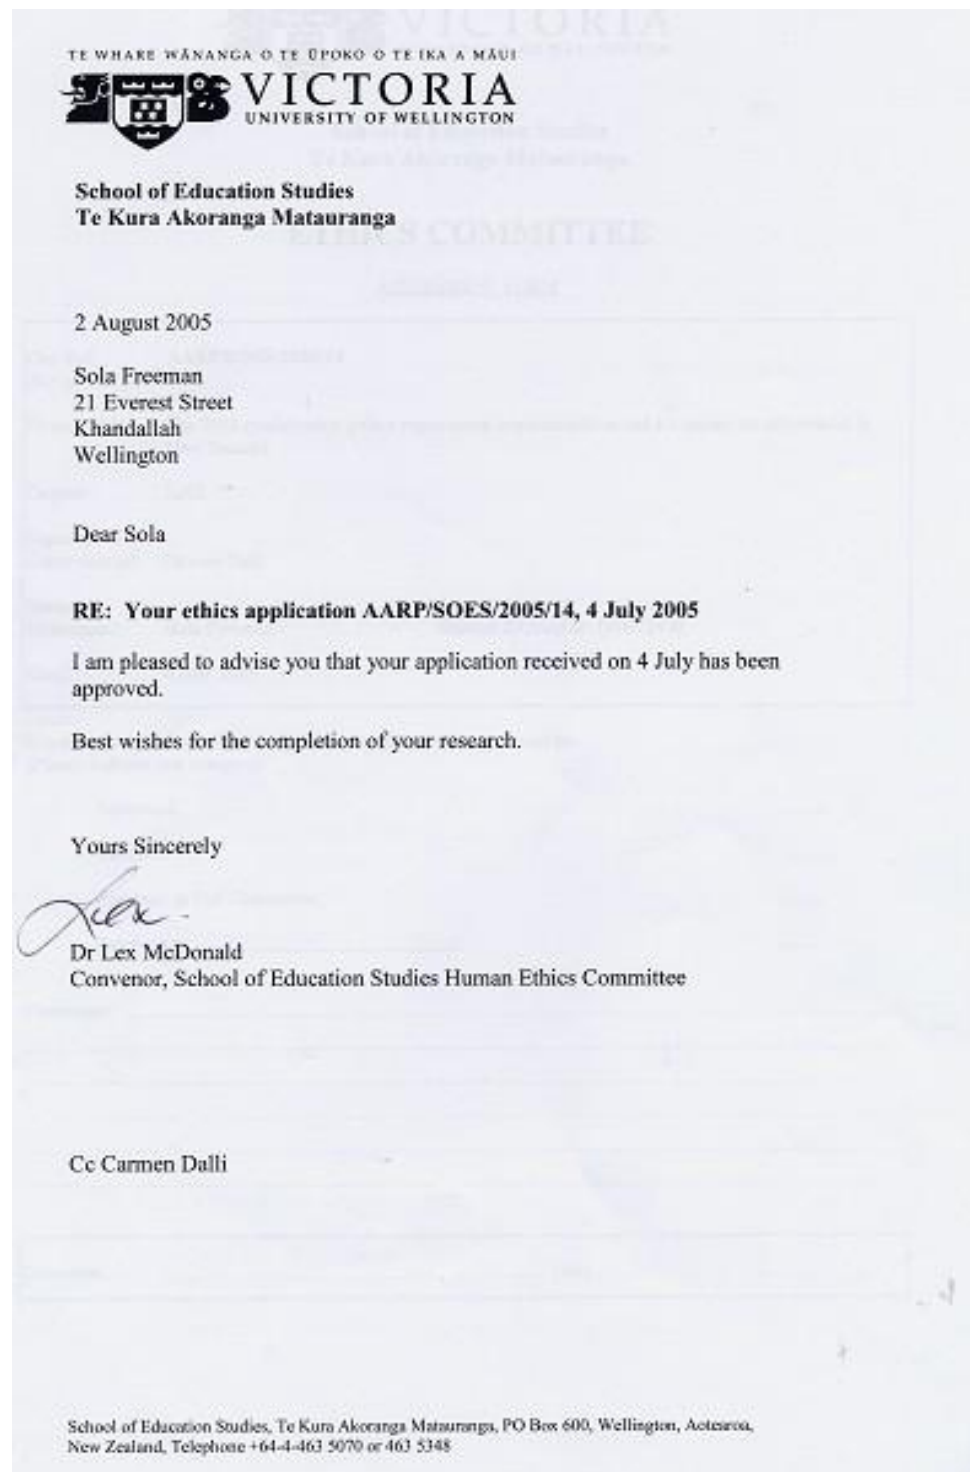 TE WHARE WĀNANGA O TE ŪPOKO O TE IKA A MĀUI
VICTORIA
UNIVERSITY OF WELLINGTON
School of Education Studies
Te Kura Akoranga Matauranga
ETHICS COMMITTEE
2 August 2005
Sola Freeman
21 Everest Street
Khandallah
Wellington
Dear Sola
RE: Your ethics application AARP/SOES/2005/14, 4 July 2005
I am pleased to advise you that your application received on 4 July has been
approved.
Best wishes for the completion of your research.
Yours Sincerely
Lex
Dr Lex McDonald
Convenor, School of Education Studies Human Ethics Committee
Cc Carmen Dalli
School of Education Studies, Te Kura Akoranga Matauranga, PO Box 600, Wellington, Aotearoa,
New Zealand, Telephone +64-4-463 5070 or 463 5348